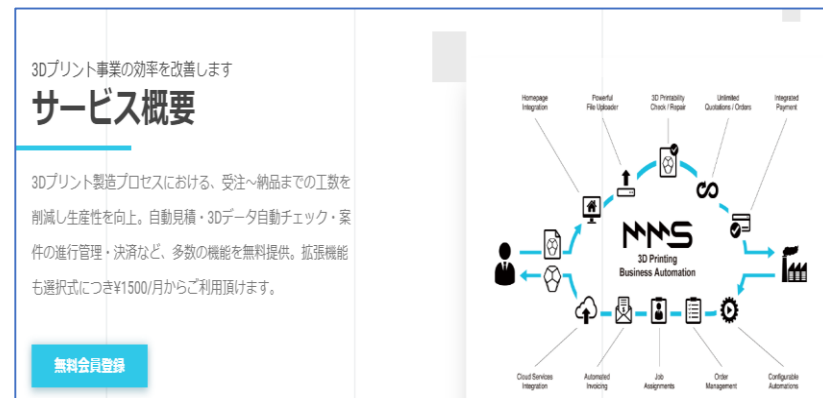 3Dプリント事業の効率を改善します
サービス概要
3Dプリント製造プロセスにおける、受注～納品までの工数を
削減し生産性を向上。自動見積・3Dデータ自動チェック・案
件の進行管理・決済など、多数の機能を無料提供。拡張機能
も選択式につき¥1500/月からご利用頂けます。
無料会員登録
Homepage
Integration
Powerful
File Uploader
3D Printability
Check / Repair
Unlimited
Quotations / Orders
Integrated
Payment
MMS
3D Printing
Business Automation
Cloud Services
Integration
Automated
Invoicing
Job
Assignments
Order
Management
Configurable
Automations